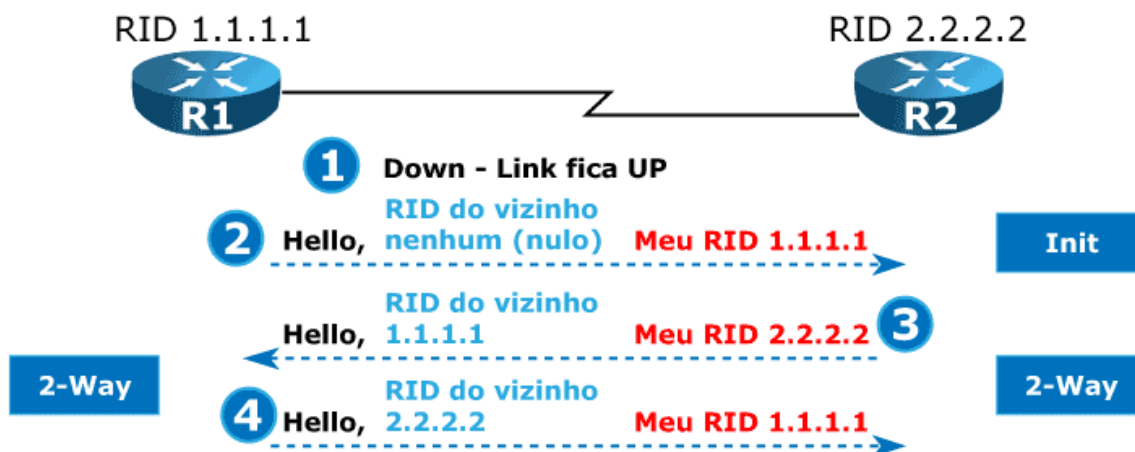 RID 1.1.1.1
RID 2.2.2.2
R1
R2
1 Down - Link fica UP
2 Hello, RID do vizinho
nenhum (nulo) Meu RID 1.1.1.1
Init
RID do vizinho
Hello, 1.1.1.1 Meu RID 2.2.2.2 3
2-Way
2-Way
4 Hello, RID do vizinho
2.2.2.2 Meu RID 1.1.1.1